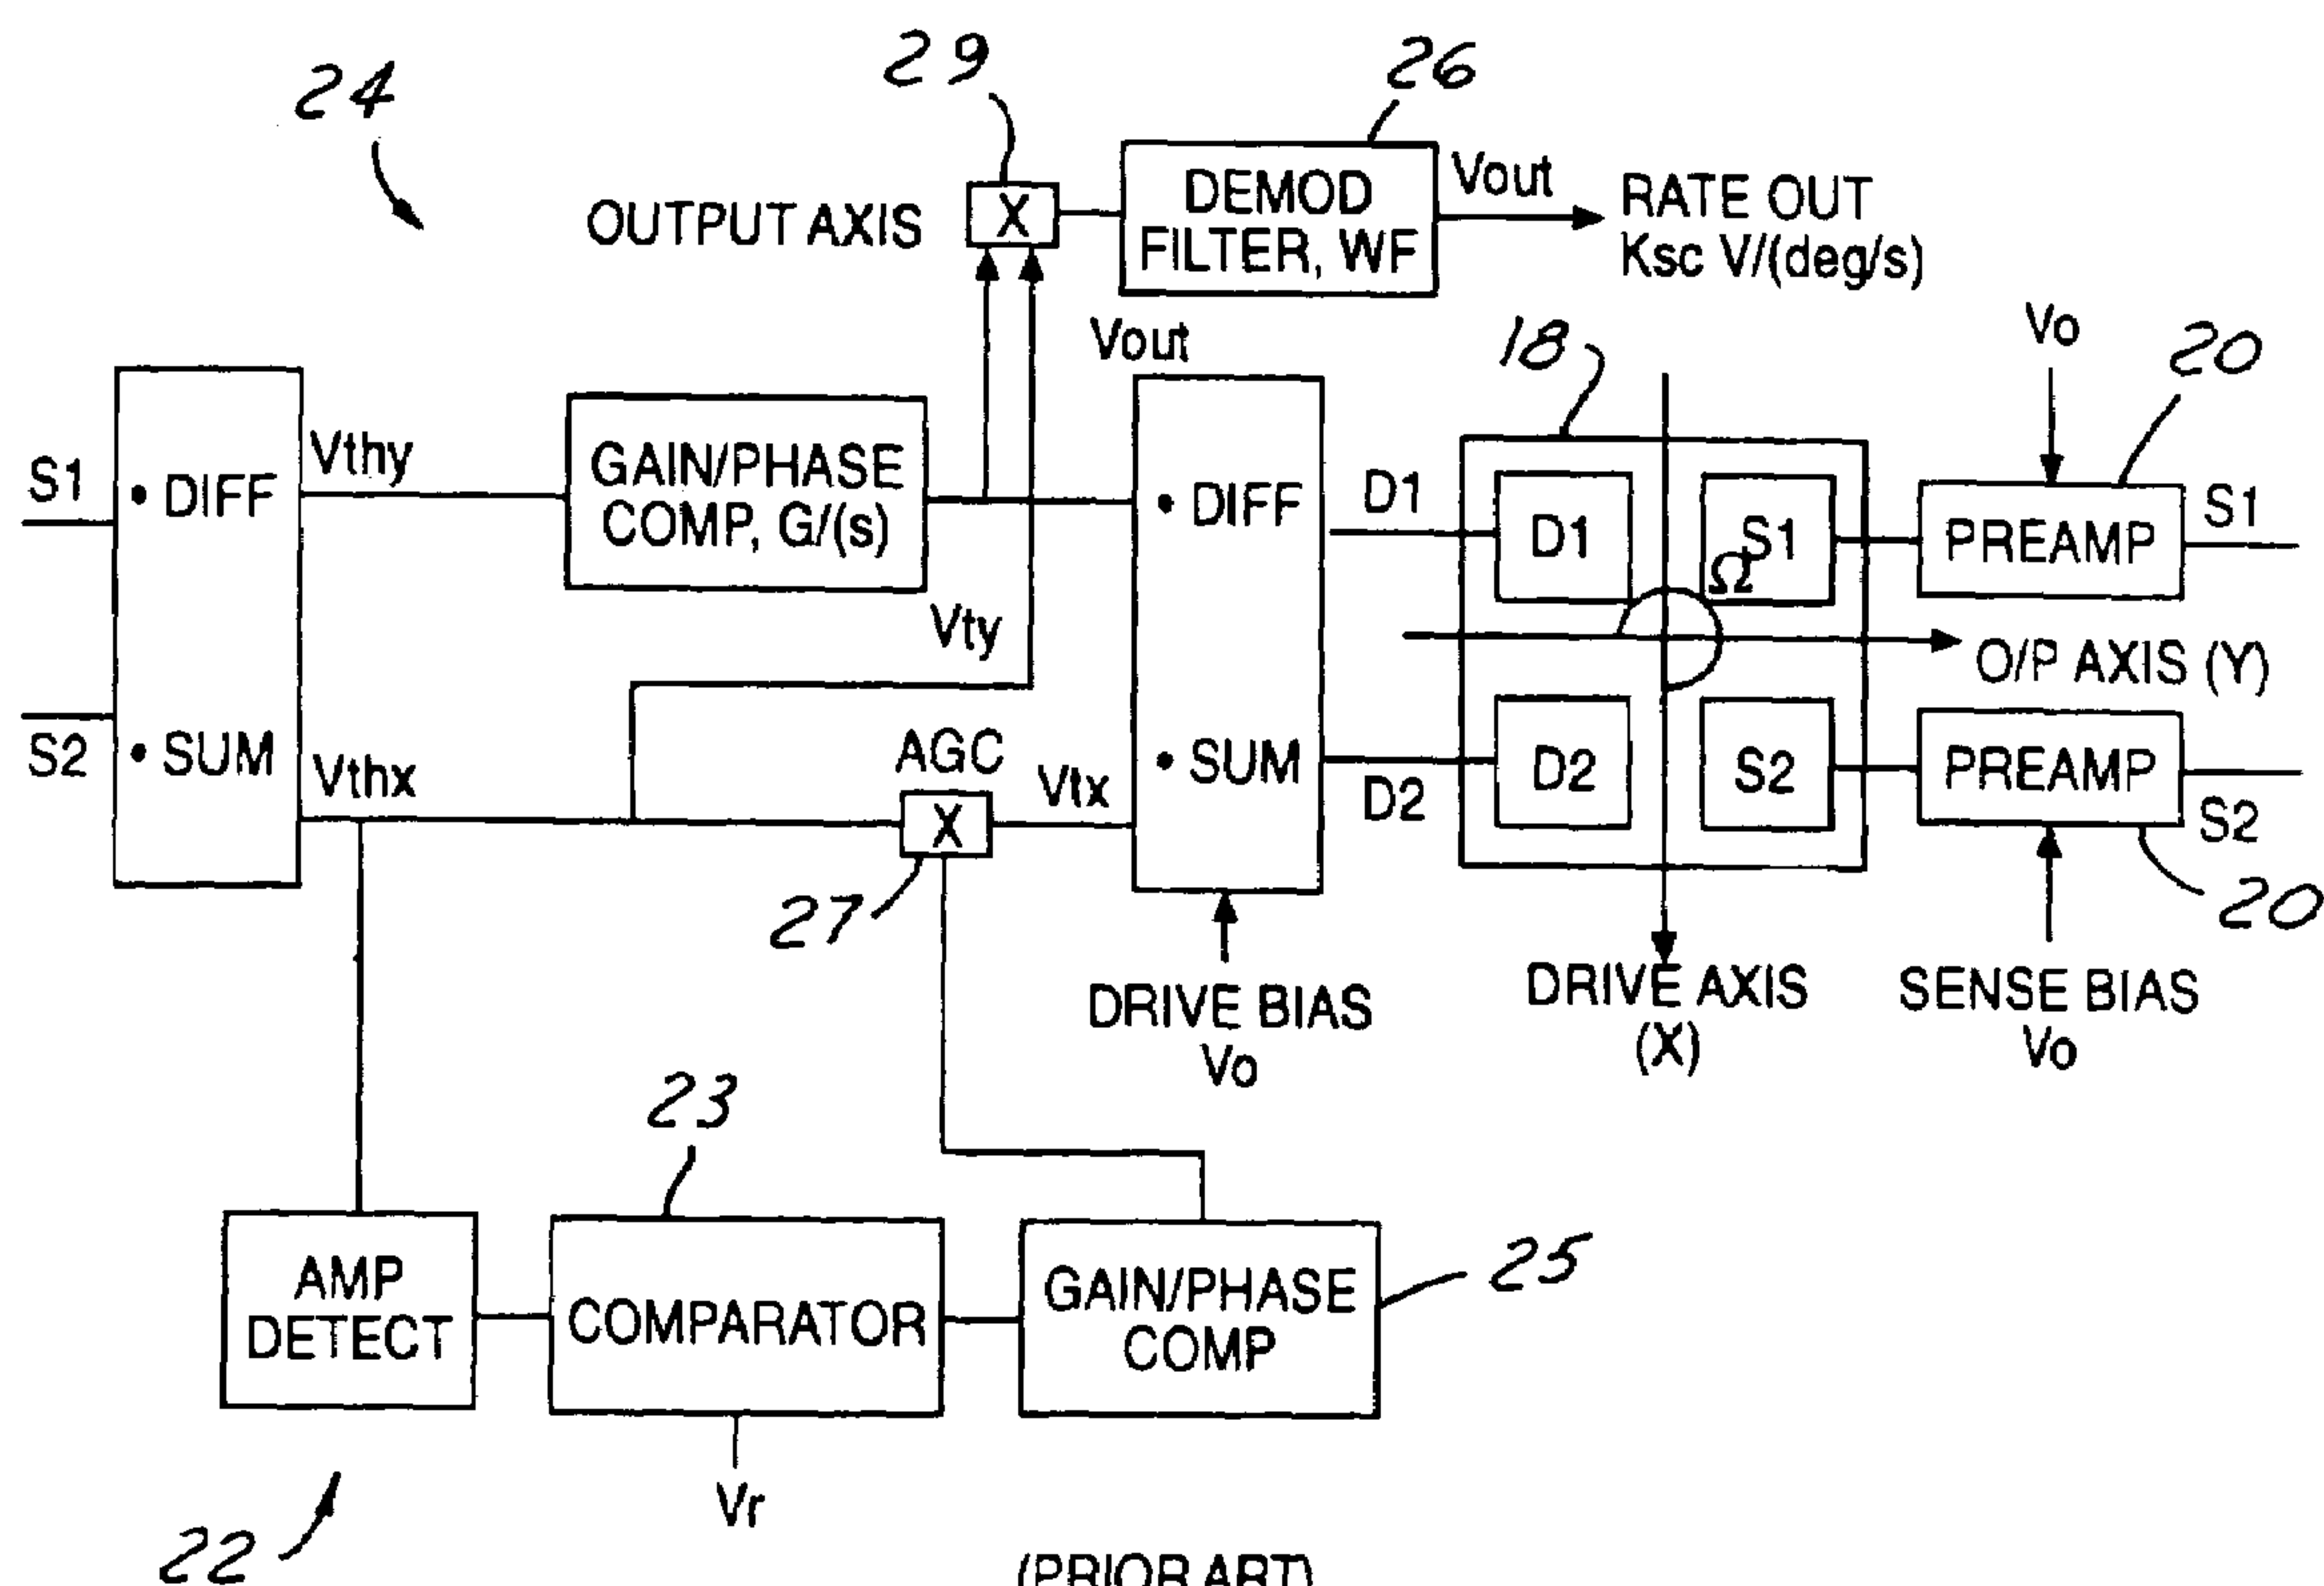 24
29
26
OUTPUT AXIS
X
DEMOD
FILTER, WF
Vout
RATE OUT
Ksc V/(deg/s)
Vout
18
Vo
20
S1
• DIFF
Vthy
GAIN/PHASE
COMP, G/(s)
• DIFF
D1
D1
S1
Ω
PREAMP
S1
Vty
O/P AXIS (Y)
S2
• SUM
Vthx
AGC
X
Vtx
• SUM
D2
D2
S2
PREAMP
S2
27
20
DRIVE BIAS
Vo
DRIVE AXIS
(X)
SENSE BIAS
Vo
23
AMP
DETECT
COMPARATOR
GAIN/PHASE
COMP
25
Vr
22
(PRIOR ART)